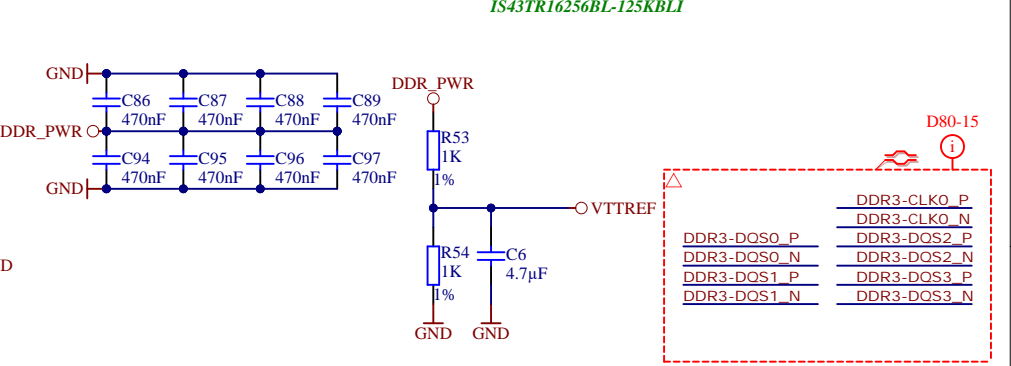 IS43TR16256BL-125KBLI
GND
C86
470nF
C87
470nF
C88
470nF
C89
470nF
DDR_PWR
C94
470nF
C95
470nF
C96
470nF
C97
470nF
GND
D
DDR_PWR
R53
1K
1%
VTTREF
R54
1K
1%
C6
4.7µF
GND
GND
D80-15
i
DDR3-CLK0_P
DDR3-CLK0_N
DDR3-DQS0_P
DDR3-DQS2_P
DDR3-DQS0_N
DDR3-DQS2_N
DDR3-DQS1_P
DDR3-DQS3_P
DDR3-DQS1_N
DDR3-DQS3_N